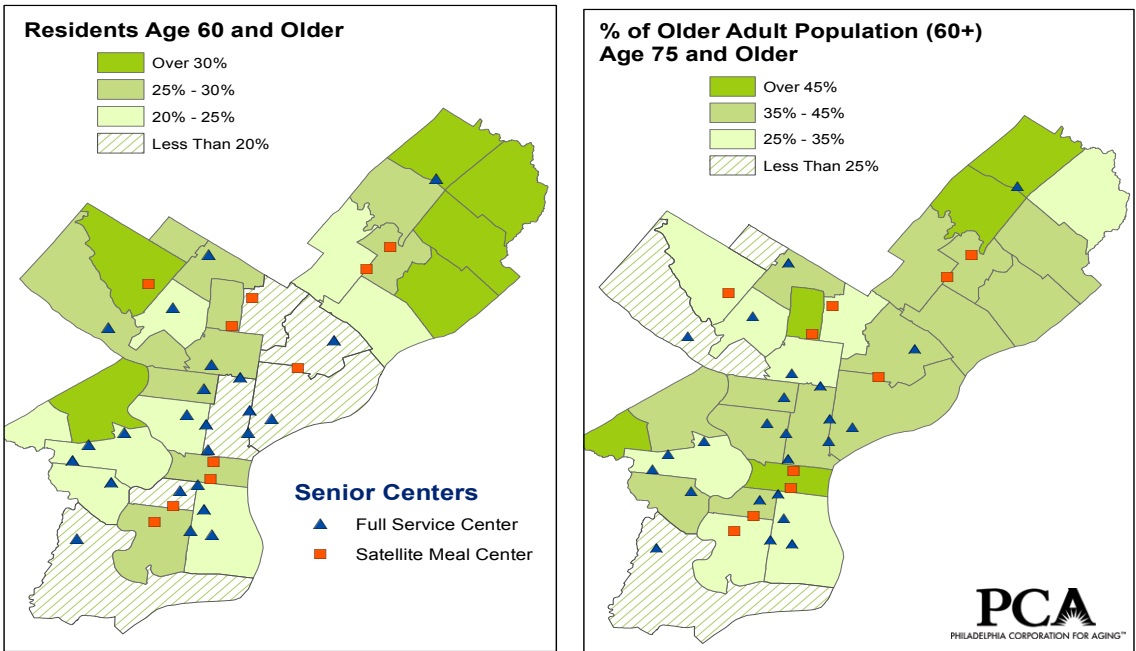 Residents Age 60 and Older
Over 30%
25% - 30%
20% - 25%
Less Than 20%
Senior Centers
Full Service Center
Satellite Meal Center
% of Older Adult Population (60+)
Age 75 and Older
Over 45%
35% - 45%
25% - 35%
Less Than 25%
PCA
PHILADELPHIA CORPORATION FOR AGING™